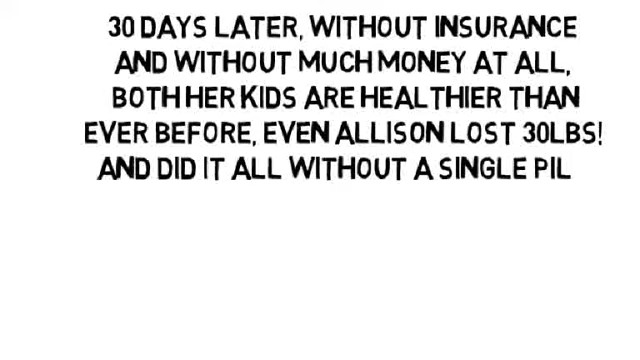 30 DAYS LATER, WITHOUT INSURANCE
AND WITHOUT MUCH MONEY AT ALL,
BOTH HER KIDS ARE HEALTHIER THAN
EVER BEFORE, EVEN ALLISON LOST 30LBS!
AND DID IT ALL WITHOUT A SINGLE PIL